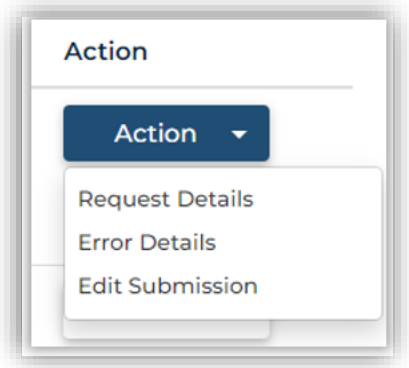 Action
Action
Request Details
Error Details
Edit Submission